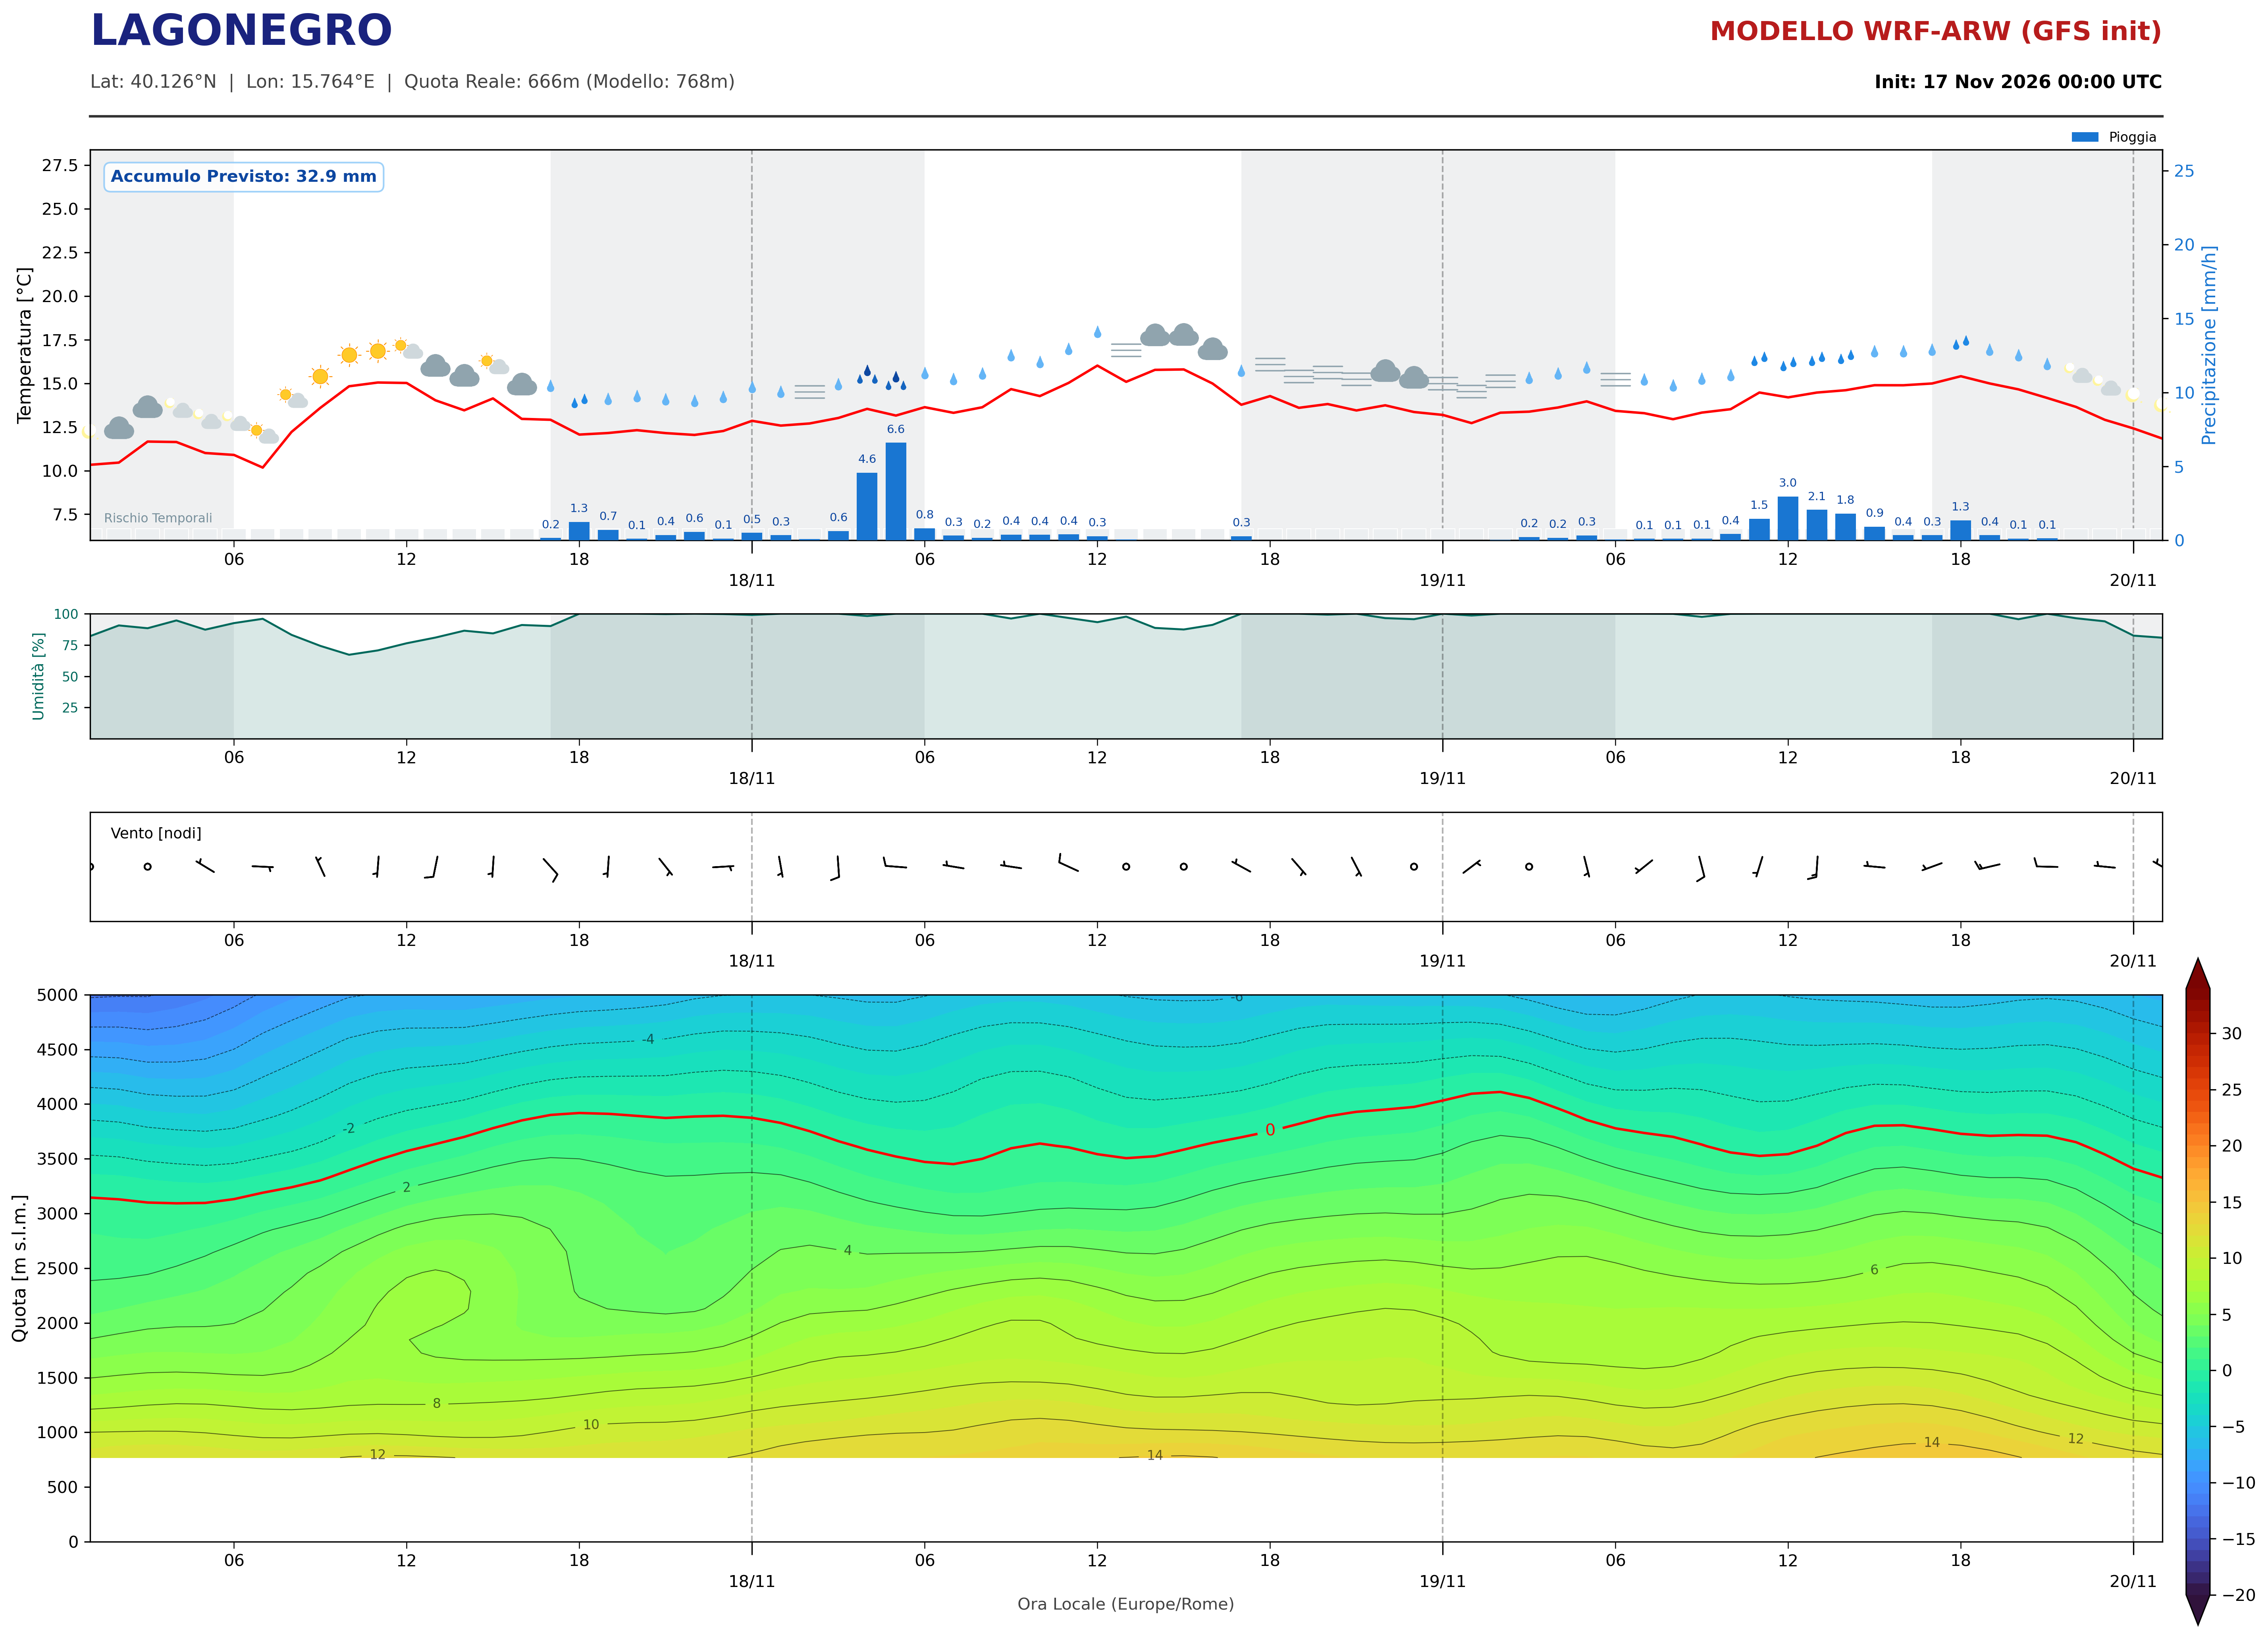 LAGONEGRO
MODELLO WRF-ARW (GFS init)
Lat: 40.126°N | Lon: 15.764°E | Quota Reale: 666m (Modello: 768m)
Init: 17 Nov 2026 00:00 UTC
Pioggia
Accumulo Previsto: 32.9 mm
Temperatura [°C]
27.5
25.0
22.5
20.0
17.5
15.0
12.5
10.0
7.5
Precipitazione [mm/h]
25
20
15
10
5
0
Rischio Temporali
0.2 1.3 0.7 0.1 0.4 0.6 0.1 0.5 0.3 0.6 4.6 6.6 0.8 0.3 0.2 0.4 0.4 0.4 0.3 0.3 0.2 0.2 0.3 0.1 0.1 0.1 0.4 1.5 3.0 2.1 1.8 0.9 0.4 0.3 1.3 0.4 0.1 0.1
06 12 18 06 12 18 06 12 18
18/11 19/11 20/11
Umidità [%]
100
75
50
25
06 12 18 06 12 18 06 12 18
18/11 19/11 20/11
Vento [nodi]
06 12 18 06 12 18 06 12 18
18/11 19/11 20/11
Quota [m s.l.m.]
5000
4500
4000
3500
3000
2500
2000
1500
1000
500
0
-6
-4
-2
0
2
4
6
8
10
12
14
14
12
06 12 18 06 12 18 06 12 18
18/11 19/11 20/11
Ora Locale (Europe/Rome)
30
25
20
15
10
5
0
−5
−10
−15
−20